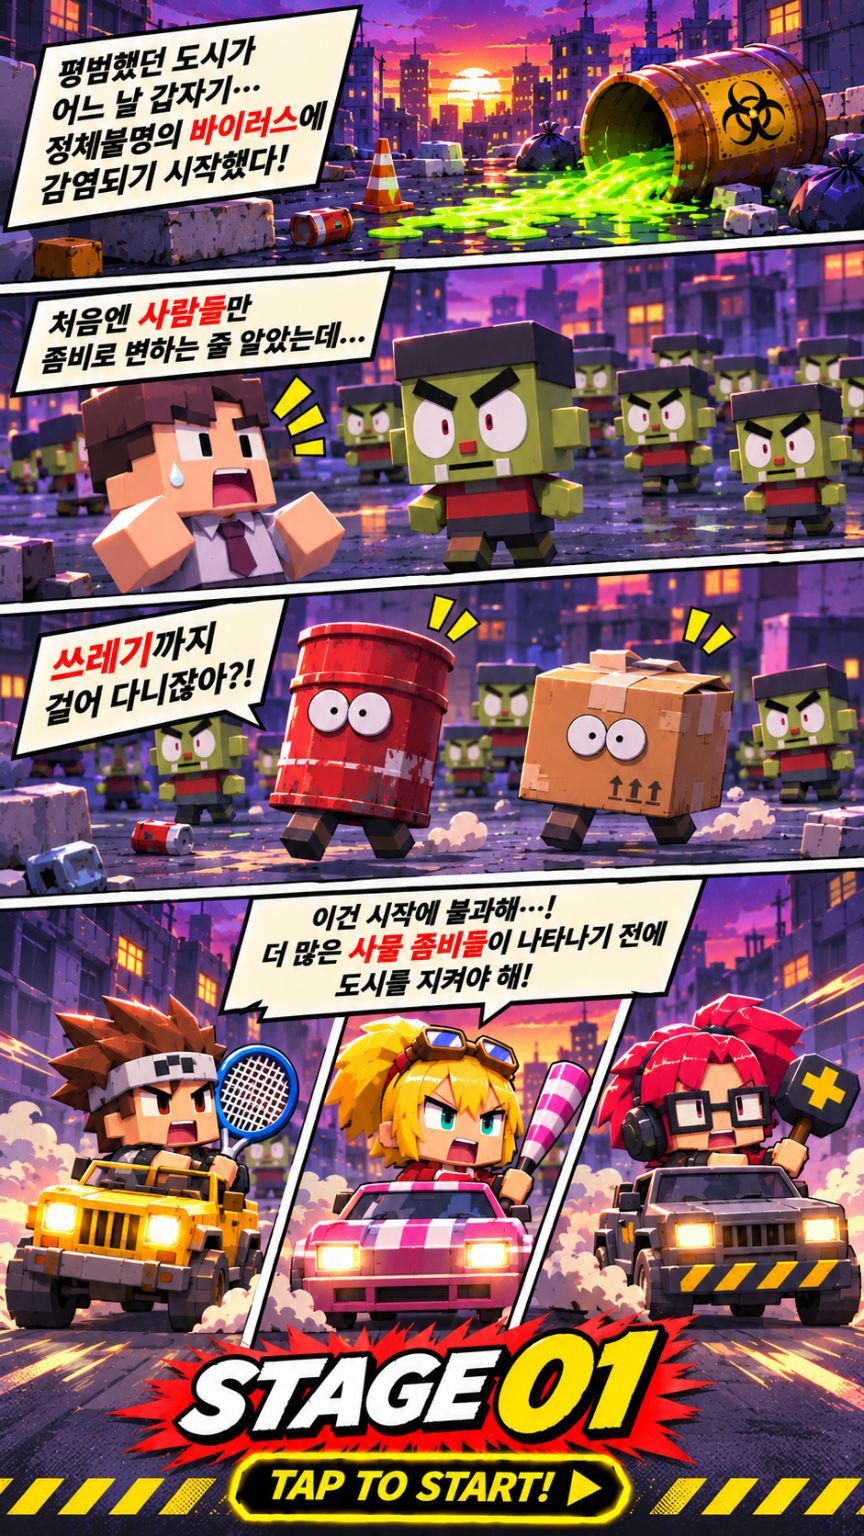 평범했던 도시가
어느 날 갑자기...
정체불명의 바이러스에
감염되기 시작했다!
처음엔 사람들만
좀비로 변하는 줄 알았는데...
쓰레기까지
걸어 다니잖아?!
이건 시작에 불과해...!
더 많은 사물 좀비들이 나타나기 전에
도시를 지켜야 해!
STAGE 01
TAP TO START!